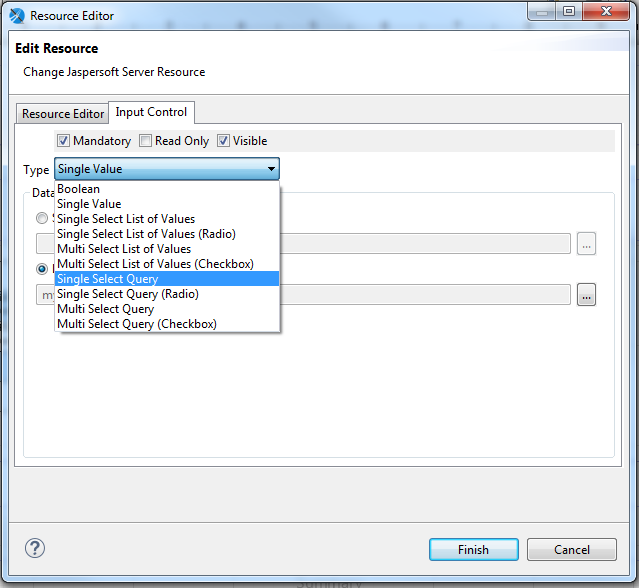 Resource Editor
Edit Resource
Change Jaspersoft Server Resource
Resource Editor
Input Control
Mandatory Read Only Visible
Type Single Value
Boolean
Single Value
Single Select List of Values
Single Select List of Values (Radio)
Multi Select List of Values
Multi Select List of Values (Checkbox)
Single Select Query
Single Select Query (Radio)
Multi Select Query
Multi Select Query (Checkbox)
Data
...
my
...
?
Finish Cancel
Summary